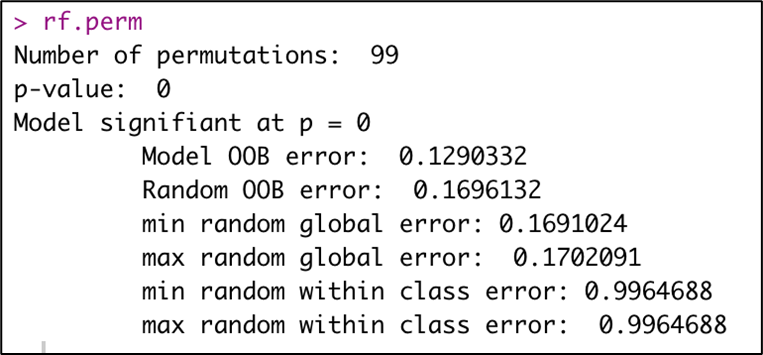 > rf.perm
Number of permutations:  99
p-value:  0
Model signifiant at p = 0
Model OOB error:  0.1290332
Random OOB error:  0.1696132
min random global error: 0.1691024
max random global error:  0.1702091
min random within class error: 0.9964688
max random within class error:  0.9964688